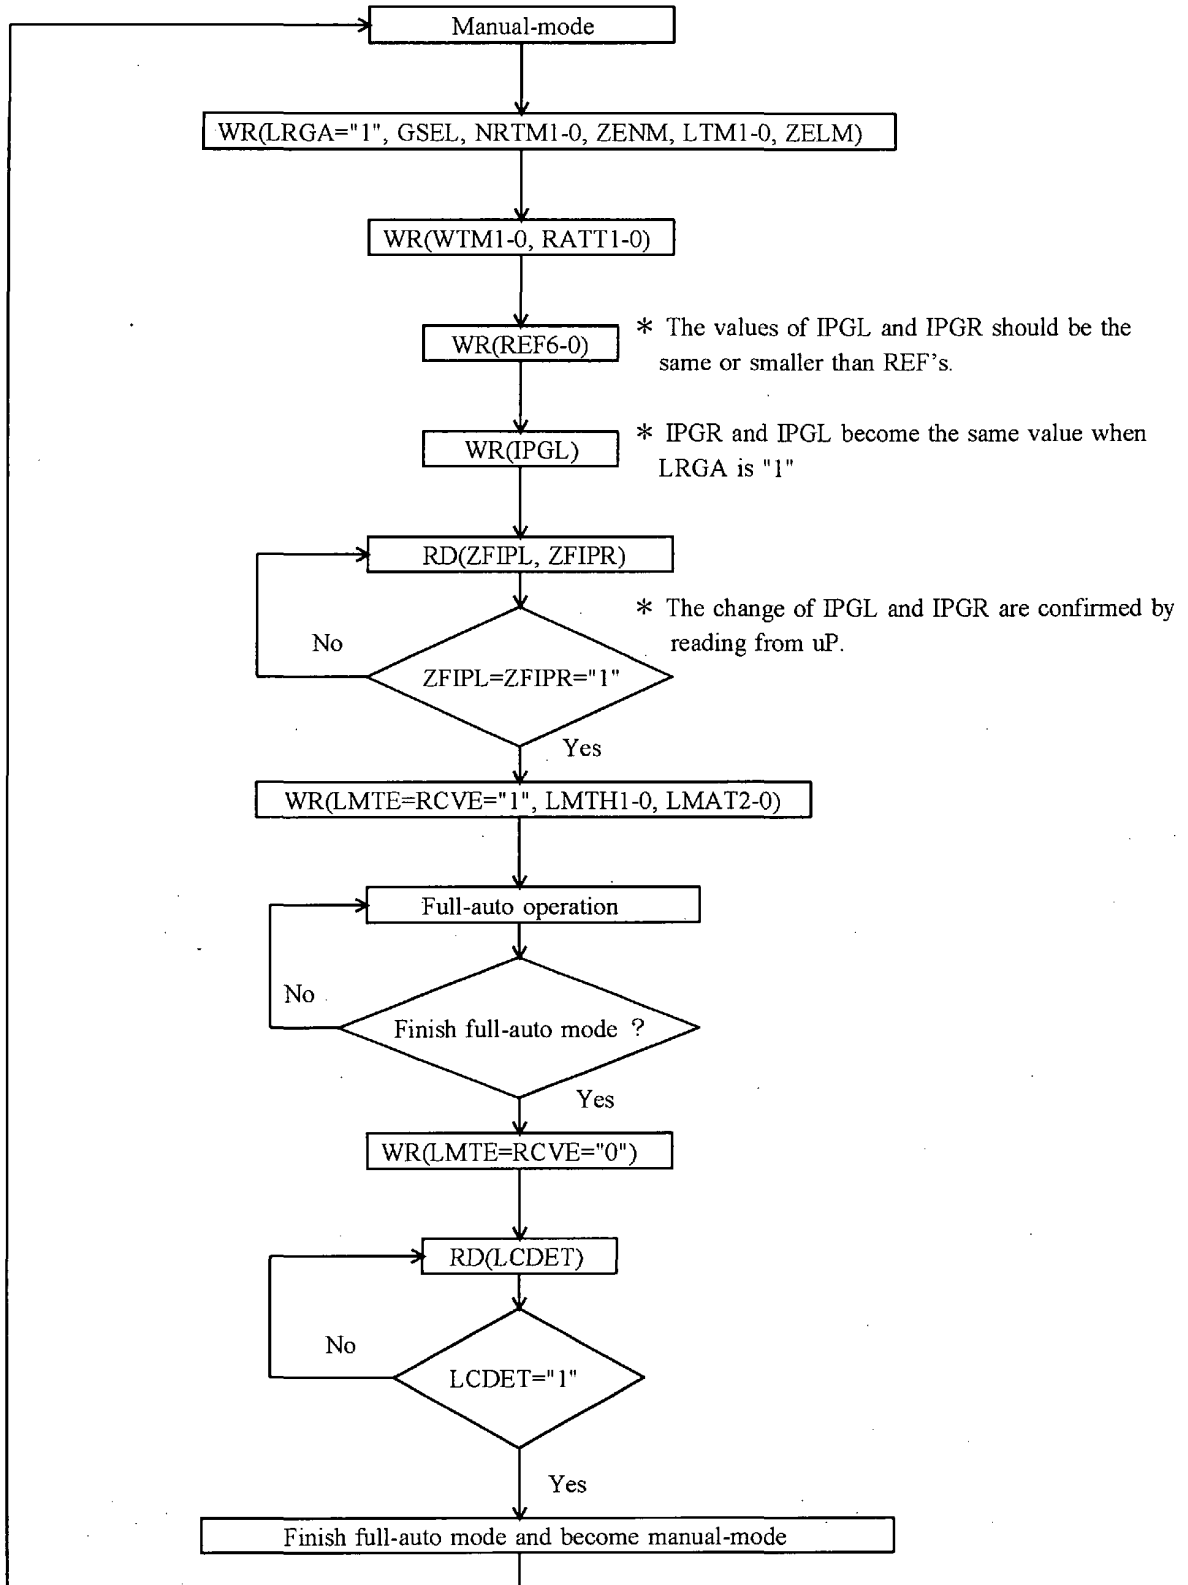 Manual-mode
WR(LRGA="1", GSEL, NRTM1-0, ZENM, LTM1-0, ZELM)
WR(WTM1-0, RATT1-0)
WR(REF6-0)
* The values of IPGL and IPGR should be the
same or smaller than REF's.
WR(IPGL)
* IPGR and IPGL become the same value when
LRGA is "1"
RD(ZFIPL, ZFIPR)
* The change of IPGL and IPGR are confirmed by
reading from uP.
No
ZFIPL=ZFIPR="1"
Yes
WR(LMTE=RCVE="1", LMTH1-0, LMAT2-0)
Full-auto operation
No
Finish full-auto mode ?
Yes
WR(LMTE=RCVE="0")
RD(LCDET)
No
LCDET="1"
Yes
Finish full-auto mode and become manual-mode